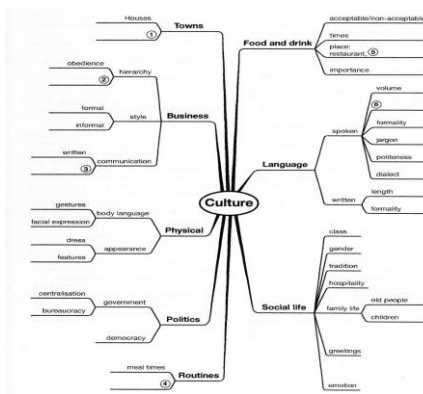 Houses
①
Towns
obedience
②
hierarchy
formal
informal
style
Business
written
③
communication
gestures
facial expression
body language
Physical
dress
features
appearance
centralisation
bureaucracy
government
Politics
democracy
meal times
④
Routines
Culture
Food and drink
acceptable/non-acceptable
times
place:
restaurant, ⑤
importance
Language
spoken
volume
⑥
formality
jargon
politeness
dialect
written
length
formality
Social life
class
gender
tradition
hospitality
family life
old people
children
greetings
emotion